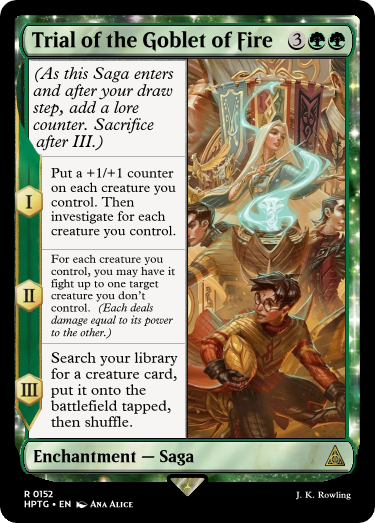 Trial of the Goblet of Fire 3
(As this Saga enters
and after your draw
step, add a lore
counter. Sacrifice
after III.)
I
Put a +1/+1 counter
on each creature you
control. Then
investigate for each
creature you control.
II
For each creature you
control, you may have it
fight up to one target
creature you don't
control. (Each deals
damage equal to its power
to the other.)
III
Search your library
for a creature card,
put it onto the
battlefield tapped,
then shuffle.
Enchantment — Saga
R 0152
HPTG • EN Ana Alice
J. K. Rowling